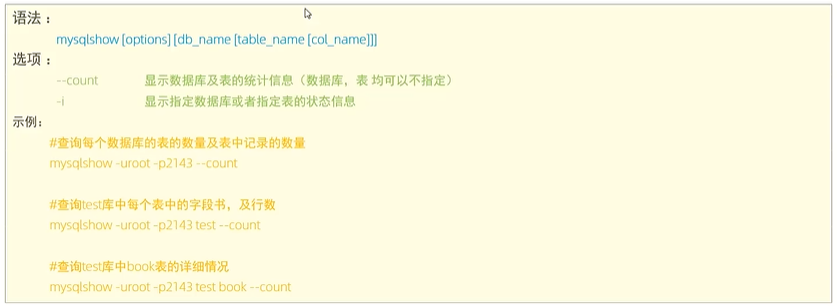 语法 :
mysqlshow [options] [db_name [table_name [col_name]]]
选项 :
--count 显示数据库及表的统计信息（数据库，表 均可以不指定）
-i 显示指定数据库或者指定表的状态信息
示例：
#查询每个数据库的表的数量及表中记录的数量
mysqlshow -uroot -p2143 --count
#查询test库中每个表中的字段书，及行数
mysqlshow -uroot -p2143 test --count
#查询test库中book表的详细情况
mysqlshow -uroot -p2143 test book --count